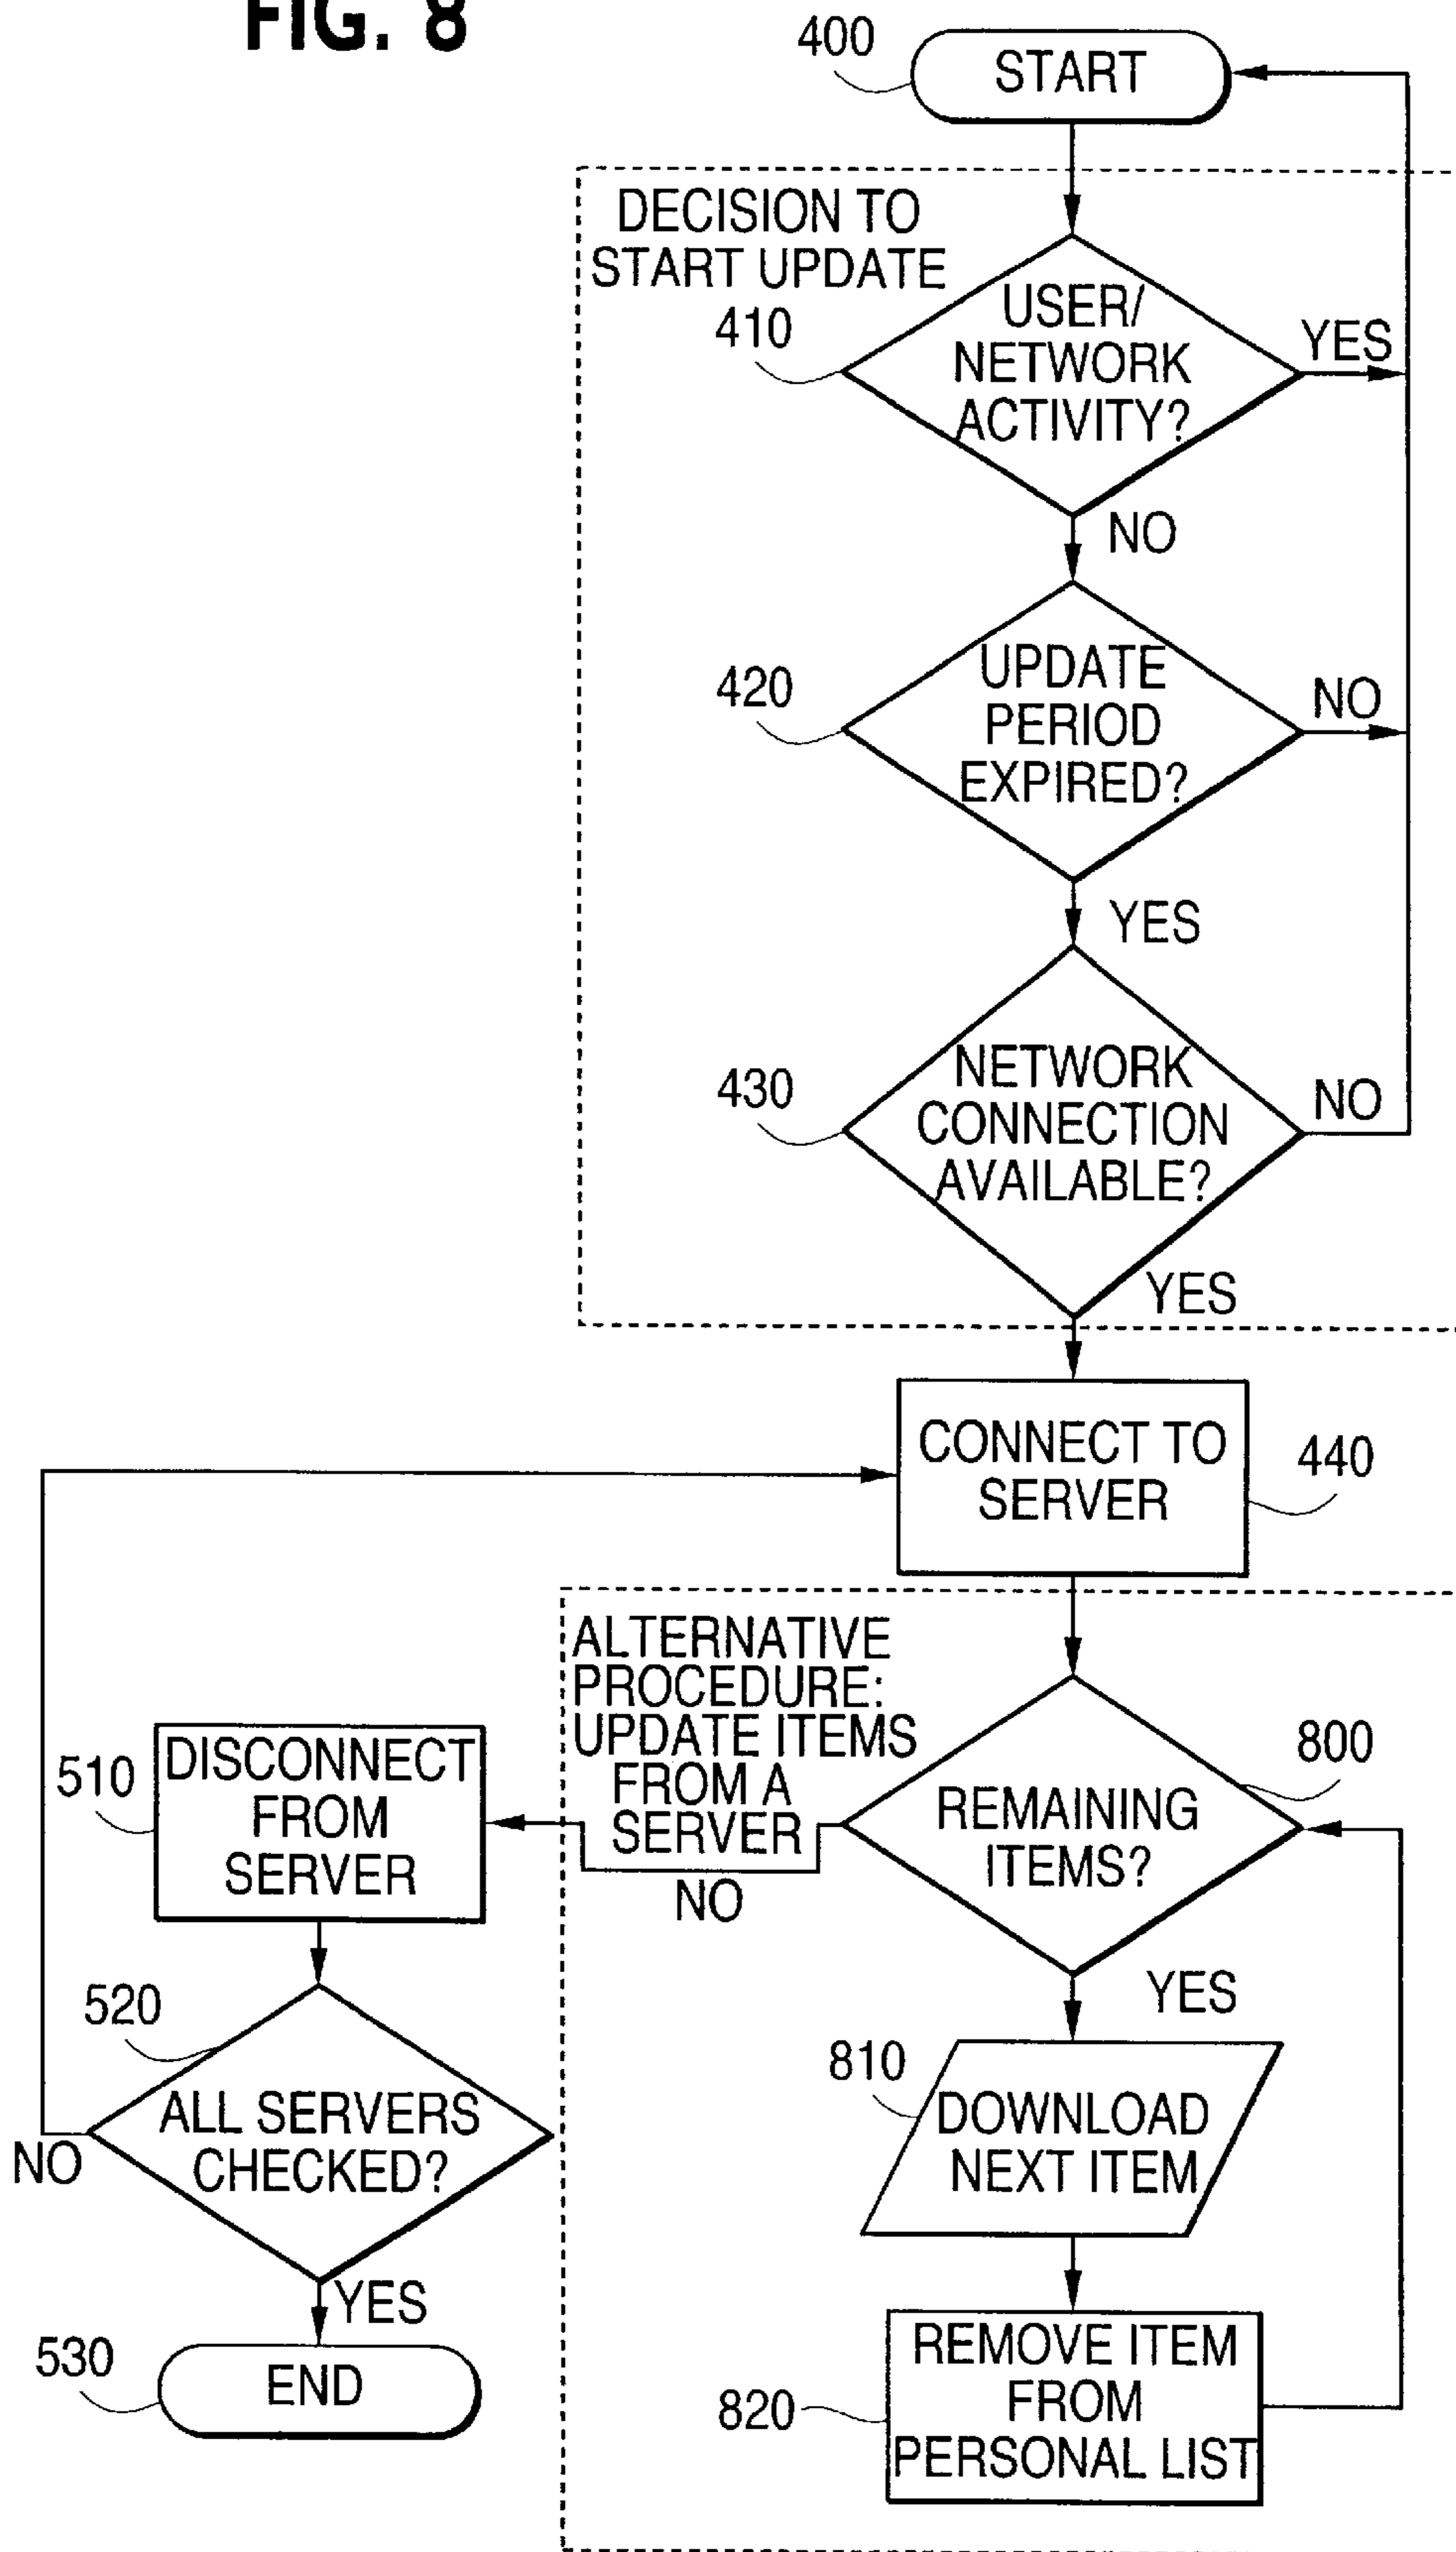 FIG. 8
400
START
DECISION TO
START UPDATE
410
USER/
NETWORK
ACTIVITY?
YES
NO
420
UPDATE
PERIOD
EXPIRED?
NO
YES
430
NETWORK
CONNECTION
AVAILABLE?
NO
YES
CONNECT TO
SERVER
440
ALTERNATIVE
PROCEDURE:
UPDATE ITEMS
FROM A
SERVER
NO
800
REMAINING
ITEMS?
YES
510
DISCONNECT
FROM
SERVER
520
ALL SERVERS
CHECKED?
NO
YES
530
END
810
DOWNLOAD
NEXT ITEM
820
REMOVE ITEM
FROM
PERSONAL LIST